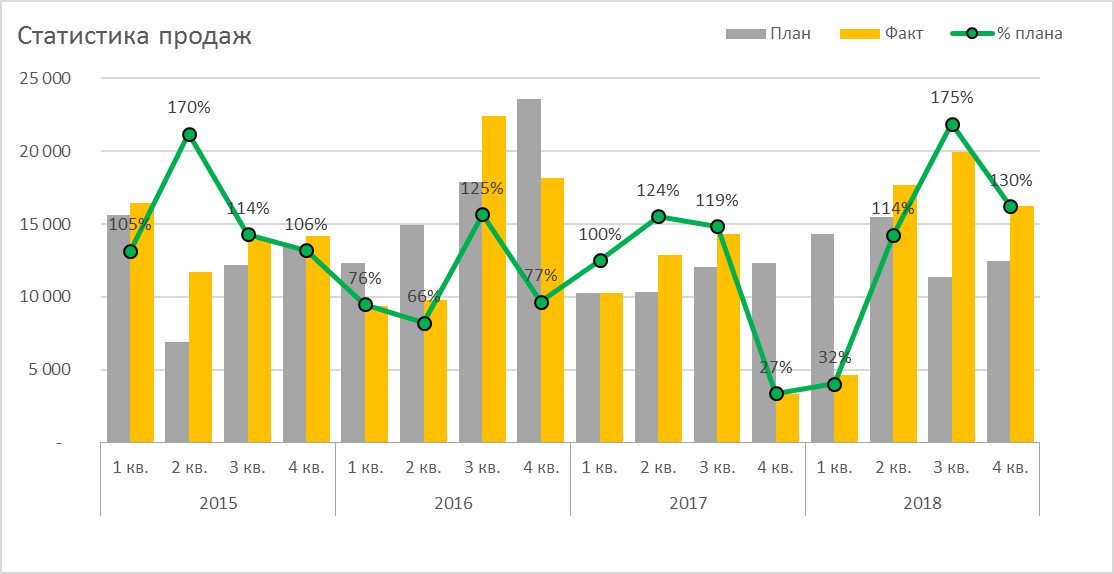 Статистика продаж
План Факт % плана
25 000
20 000
15 000
10 000
5 000
-
105% 170% 114% 106% 76% 66% 125% 77% 100% 124% 119% 27% 32% 114% 175% 130%
1 кв. 2 кв. 3 кв. 4 кв. 1 кв. 2 кв. 3 кв. 4 кв. 1 кв. 2 кв. 3 кв. 4 кв. 1 кв. 2 кв. 3 кв. 4 кв.
2015 2016 2017 2018